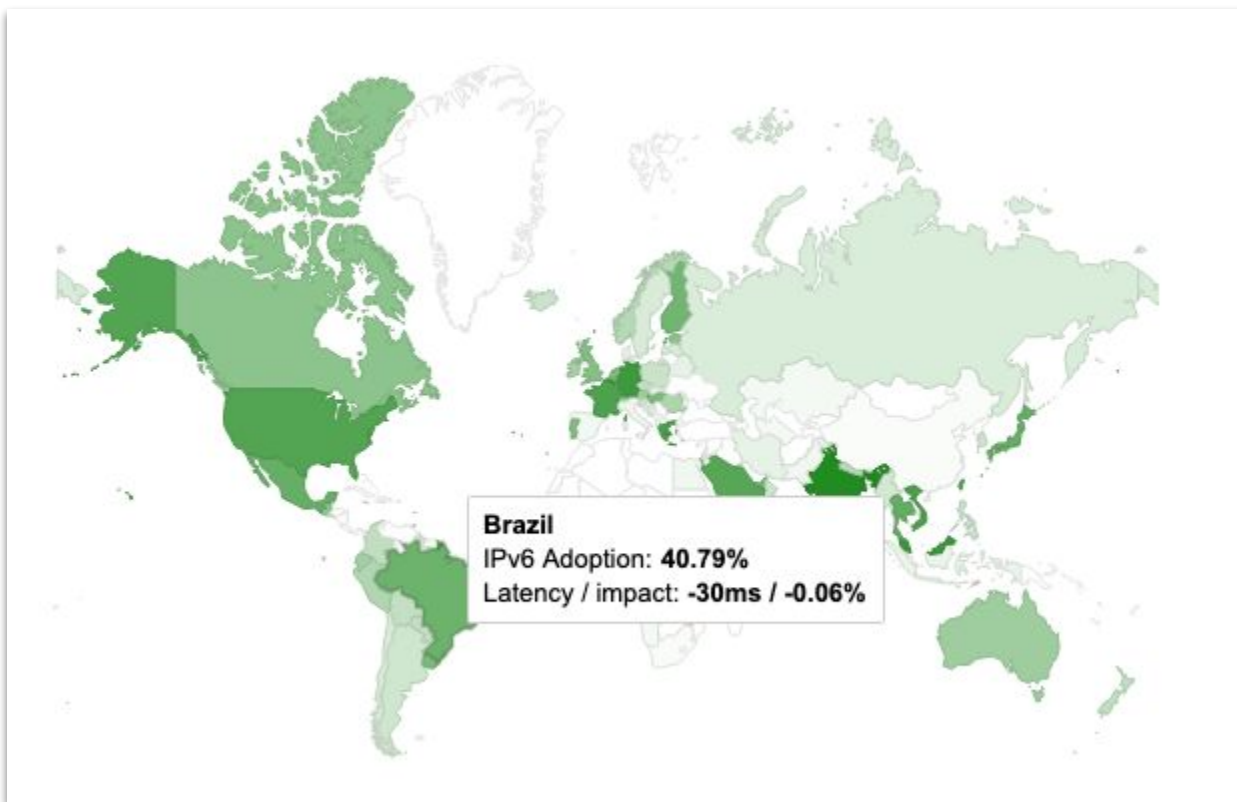 Brazil
IPv6 Adoption: 40.79%
Latency / impact: -30ms / -0.06%